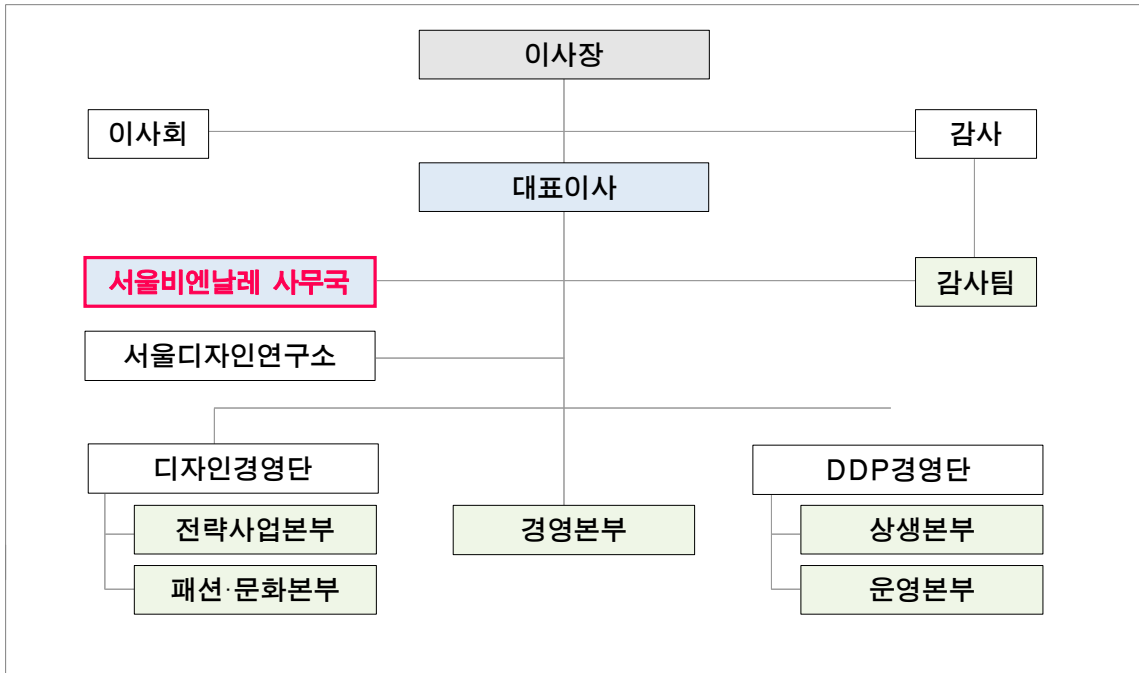 이사장
이사회
감사
대표이사
서울비엔날레 사무국
감사팀
서울디자인연구소
디자인경영단
DDP경영단
전략사업본부
경영본부
상생본부
패션·문화본부
운영본부